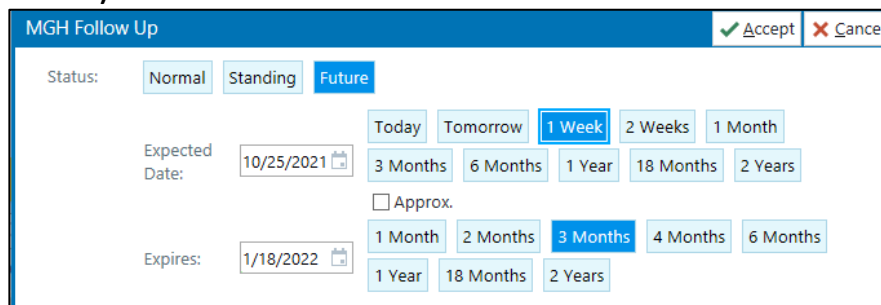 MGH Follow Up Accept Cance
Status: Normal Standing Future
Today Tomorrow 1 Week 2 Weeks 1 Month
Expected Date: 10/25/2021 3 Months 6 Months 1 Year 18 Months 2 Years
Approx.
1 Month 2 Months 3 Months 4 Months 6 Months
Expires: 1/18/2022
1 Year 18 Months 2 Years